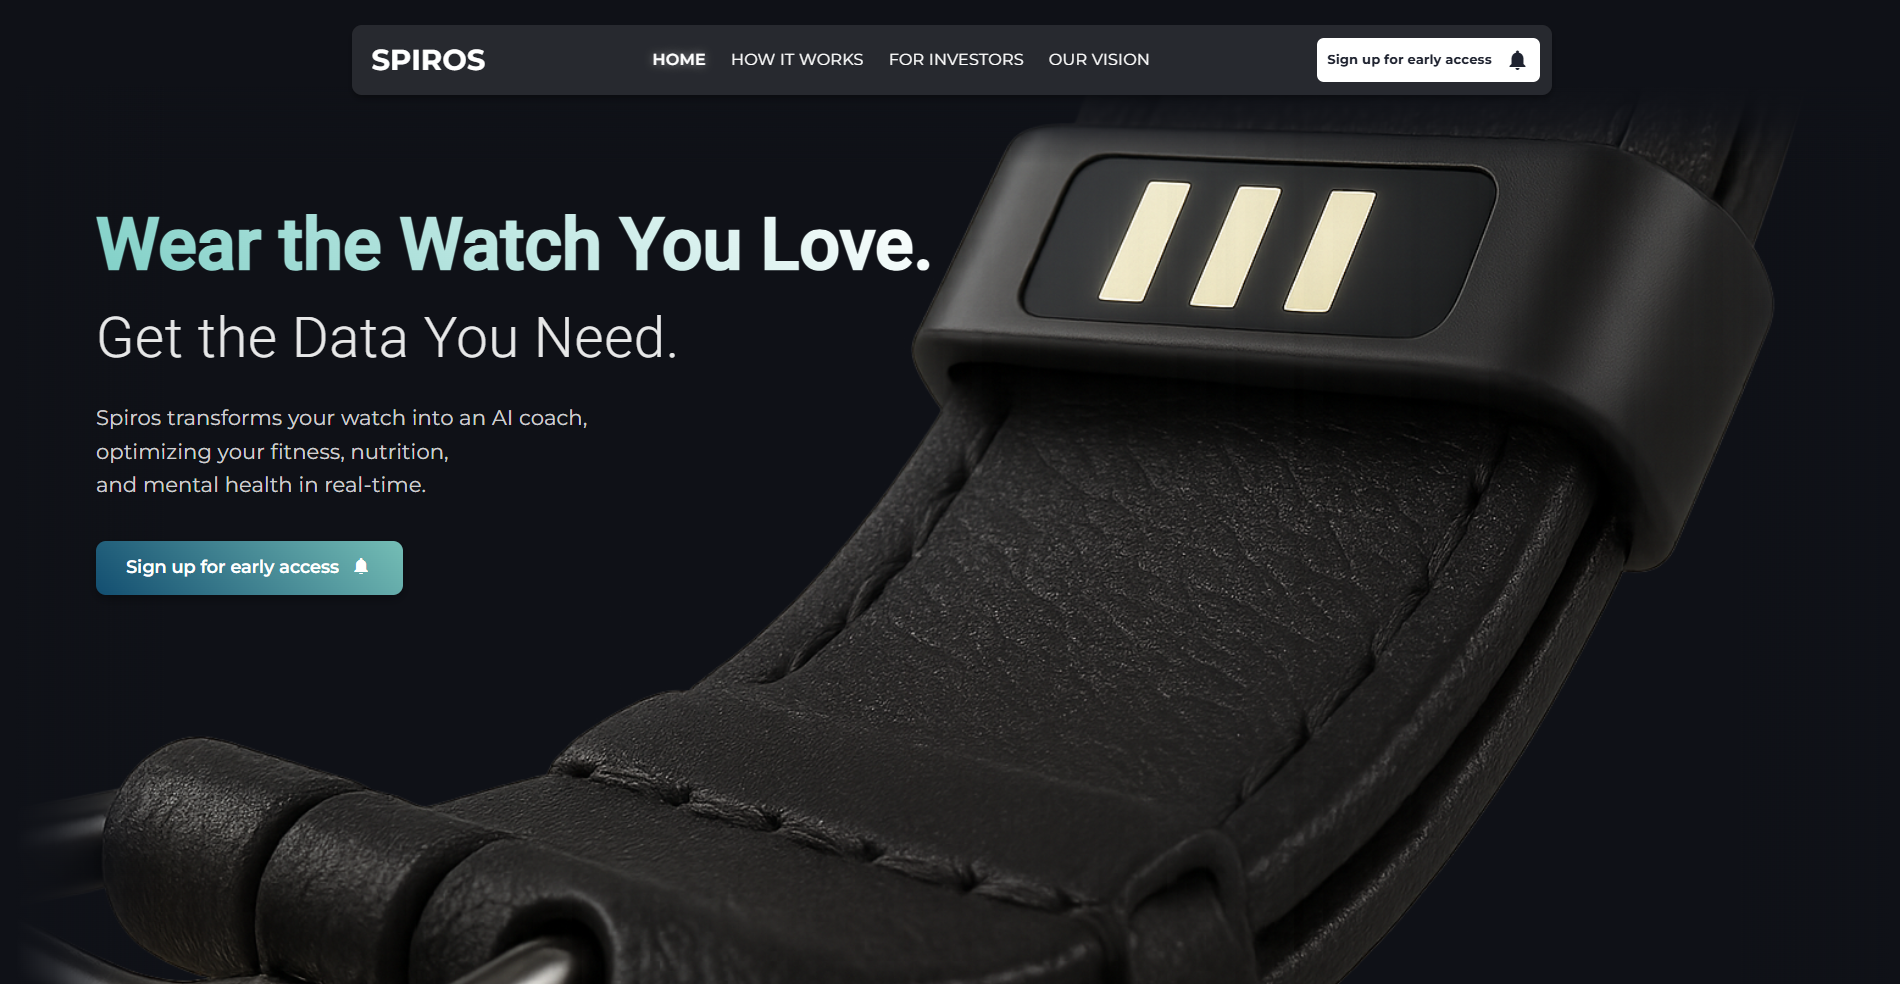 SPIROS
HOME
HOW IT WORKS
FOR INVESTORS
OUR VISION
Sign up for early access
Wear the Watch You Love.
Get the Data You Need.
Spiros transforms your watch into an AI coach,
optimizing your fitness, nutrition,
and mental health in real-time.
Sign up for early access